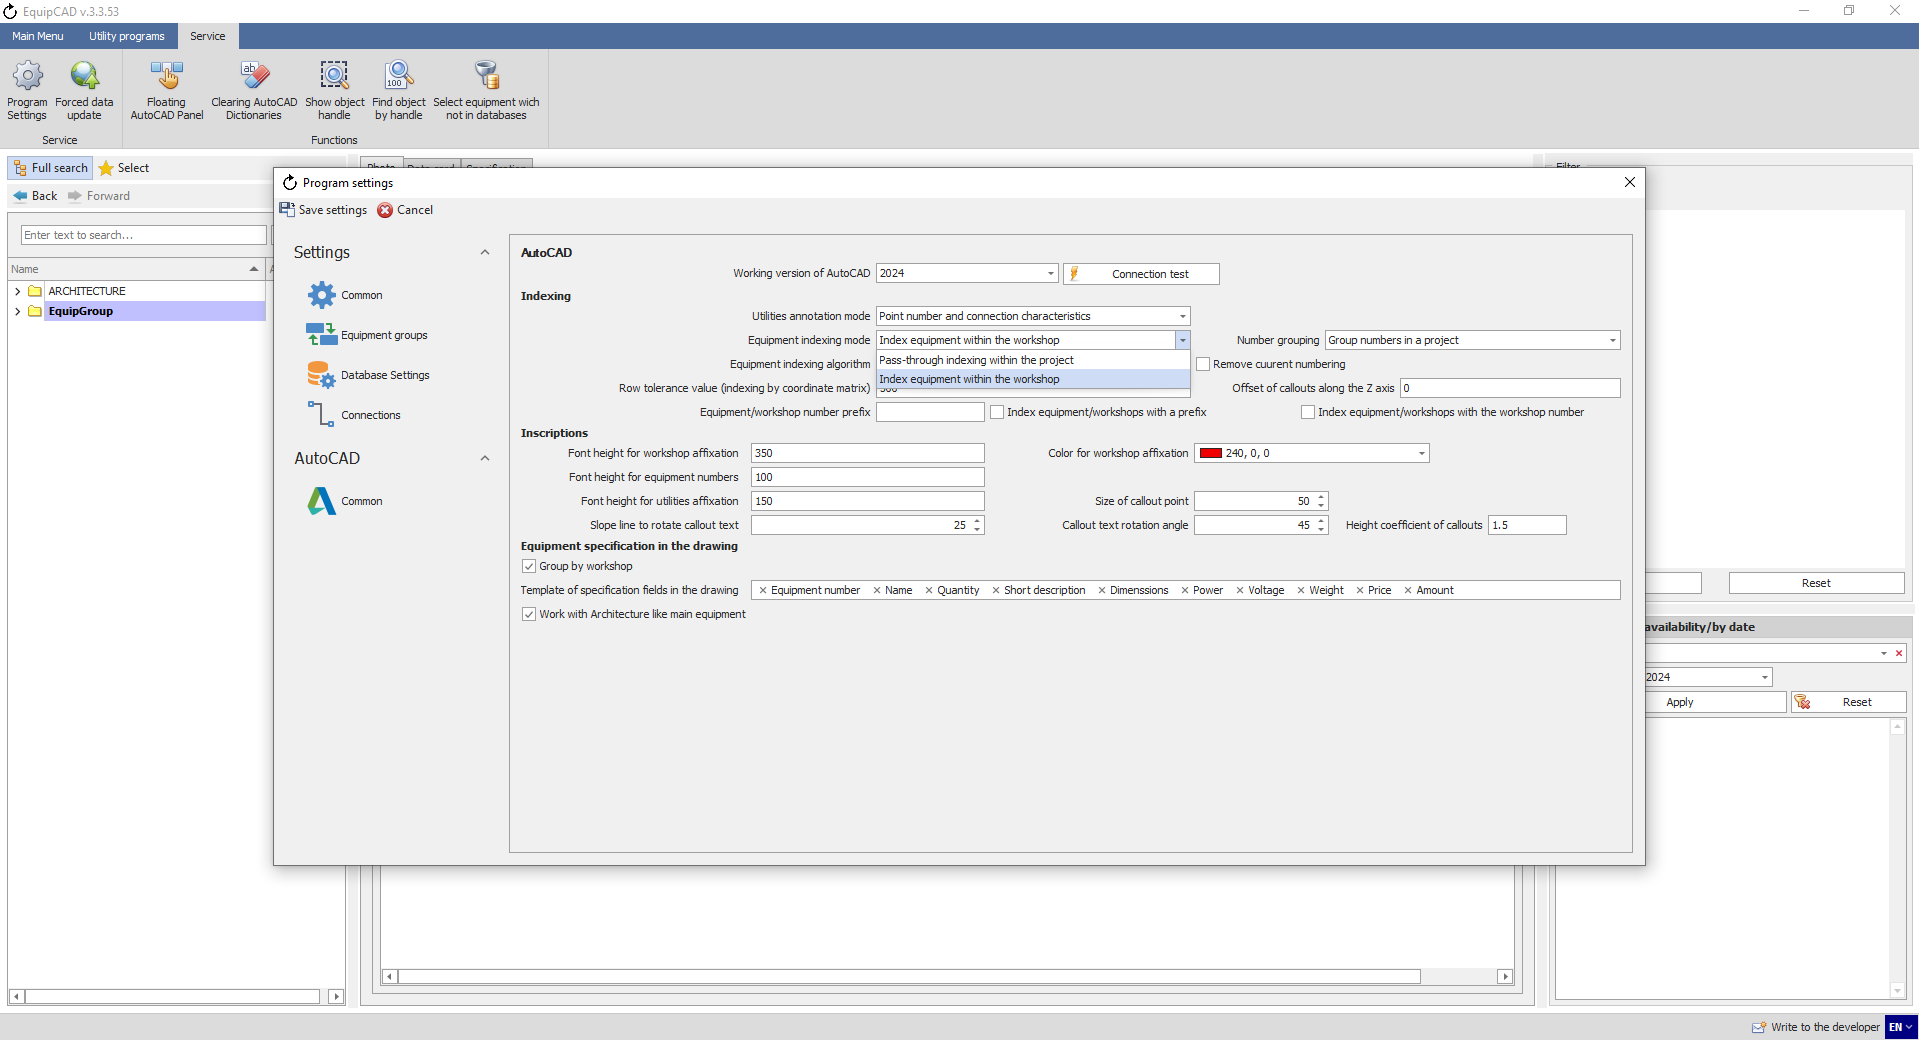 EquipCAD v.3.3.53
Main Menu Utility programs Service
Program Settings
Forced data update
Floating AutoCAD Panel
Clearing AutoCAD Dictionaries
Show object handle
Find object by handle
Select equipment wich not in databases
Service Functions
Full search Select
Back Forward
Enter text to search...
Name
ARCHITECTURE
EquipGroup
Program settings
Save settings Cancel
Settings
Common
Equipment groups
Database Settings
Connections
AutoCAD
Common
AutoCAD
Working version of AutoCAD 2024 Connection test
Indexing
Utilities annotation mode Point number and connection characteristics
Equipment indexing mode Index equipment within the workshop Number grouping Group numbers in a project
Pass-through indexing within the project
Equipment indexing algorithm Remove cuurent numbering
Index equipment within the workshop
Row tolerance value (indexing by coordinate matrix) Offset of callouts along the Z axis 0
Equipment/workshop number prefix Index equipment/workshops with a prefix Index equipment/workshops with the workshop number
Inscriptions
Font height for workshop affixation 350 Color for workshop affixation 240, 0, 0
Font height for equipment numbers 100
Font height for utilities affixation 150 Size of callout point 50
Slope line to rotate callout text 25 Callout text rotation angle 45 Height coefficient of callouts 1.5
Equipment specification in the drawing
Group by workshop
Template of specification fields in the drawing × Equipment number × Name × Quantity × Short description × Dimenssions × Power × Voltage × Weight × Price × Amount
Work with Architecture like main equipment
Reset
availability/by date
2024
Apply Reset
Write to the developer EN